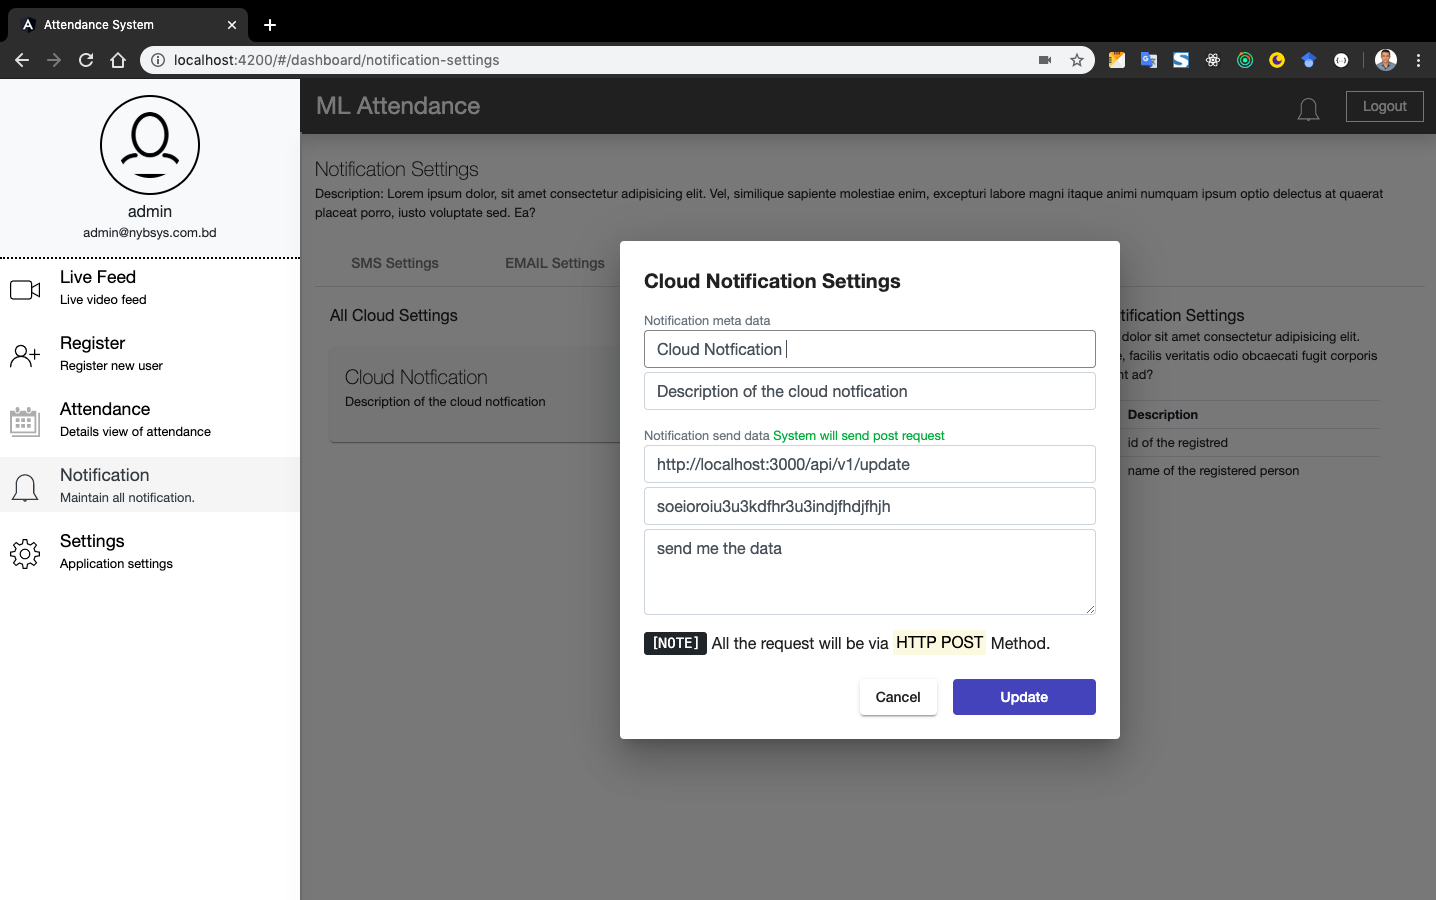 Attendance System
localhost:4200/#/dashboard/notification-settings
admin
admin@nybsys.com.bd
Live Feed
Live video feed
Register
Register new user
Attendance
Details view of attendance
Notification
Maintain all notification.
Settings
Application settings
ML Attendance
Logout
Notification Settings
Description: Lorem ipsum dolor, sit amet consectetur adipisicing elit. Vel, similique sapiente molestiae enim, excepturi labore magni itaque animi numquam ipsum optio delectus at quaerat
placeat porro, iusto voluptate sed. Ea?
SMS Settings
EMAIL Settings
All Cloud Settings
Cloud Notfication
Description of the cloud notfication
Cloud Notification Settings
Notification meta data
Cloud Notfication
Description of the cloud notfication
Notification send data System will send post request
http://localhost:3000/api/v1/update
soeioroiu3u3kdfhr3u3indjfhdjfhjh
send me the data
[NOTE] All the request will be via HTTP POST Method.
Cancel
Update
tification Settings
dolor sit amet consectetur adipisicing elit.
, facilis veritatis odio obcaecati fugit corporis
nt ad?
Description
id of the registred
name of the registered person